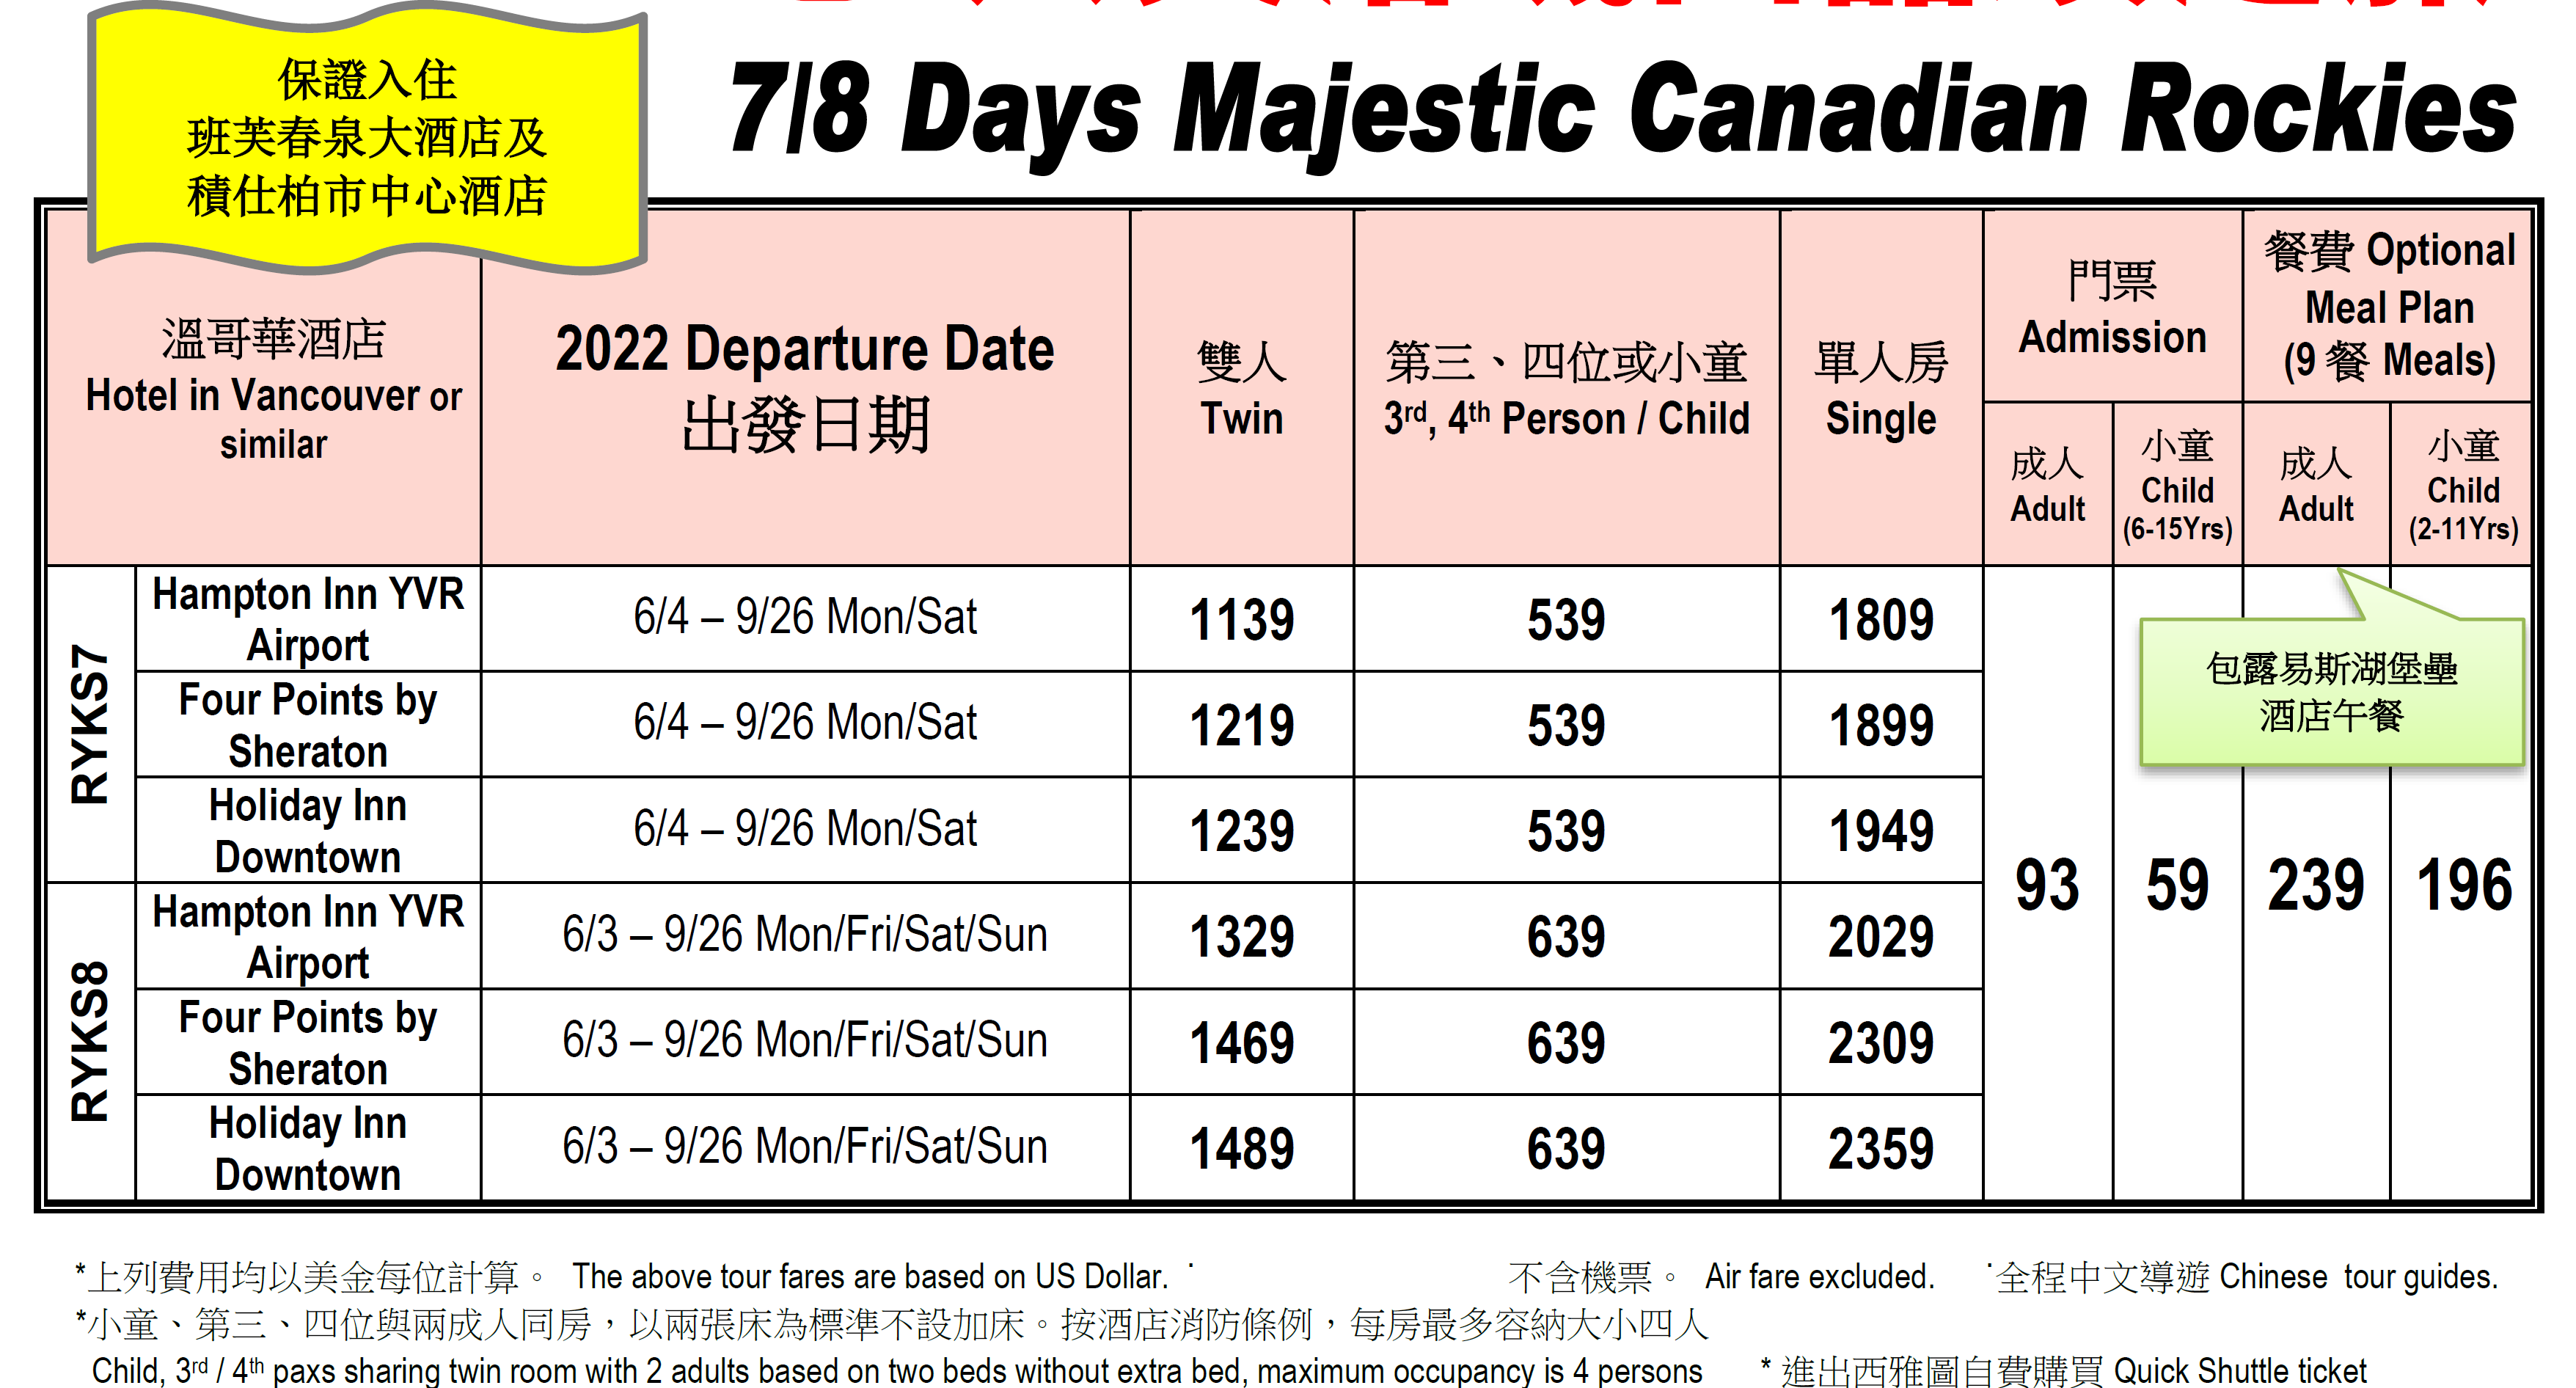 保證入住
班芙春泉大酒店及
積仕柏市中心酒店
7/8 Days Majestic Canadian Rockies
溫哥華酒店
Hotel in Vancouver or
similar
2022 Departure Date
出發日期
雙人
Twin
第三、四位或小童
3rd, 4th Person / Child
單人房
Single
門票
Admission
餐費 Optional
Meal Plan
(9 餐 Meals)
成人
Adult
小童
Child
(6-15Yrs)
成人
Adult
小童
Child
(2-11Yrs)
RYKS7
Hampton Inn YVR
Airport
6/4 – 9/26 Mon/Sat
1139
539
1809
Four Points by
Sheraton
6/4 – 9/26 Mon/Sat
1219
539
1899
Holiday Inn
Downtown
6/4 – 9/26 Mon/Sat
1239
539
1949
包露易斯湖堡壘
酒店午餐
93
59
239
196
RYKS8
Hampton Inn YVR
Airport
6/3 – 9/26 Mon/Fri/Sat/Sun
1329
639
2029
Four Points by
Sheraton
6/3 – 9/26 Mon/Fri/Sat/Sun
1469
639
2309
Holiday Inn
Downtown
6/3 – 9/26 Mon/Fri/Sat/Sun
1489
639
2359
*上列費用均以美金每位計算。 The above tour fares are based on US Dollar. ˙ 不含機票。 Air fare excluded. ˙全程中文導遊 Chinese tour guides.
*小童、第三、四位與兩成人同房，以兩張床為標準不設加床。按酒店消防條例，每房最多容納大小四人
Child, 3rd / 4th paxs sharing twin room with 2 adults based on two beds without extra bed, maximum occupancy is 4 persons * 進出西雅圖自費購買 Quick Shuttle ticket